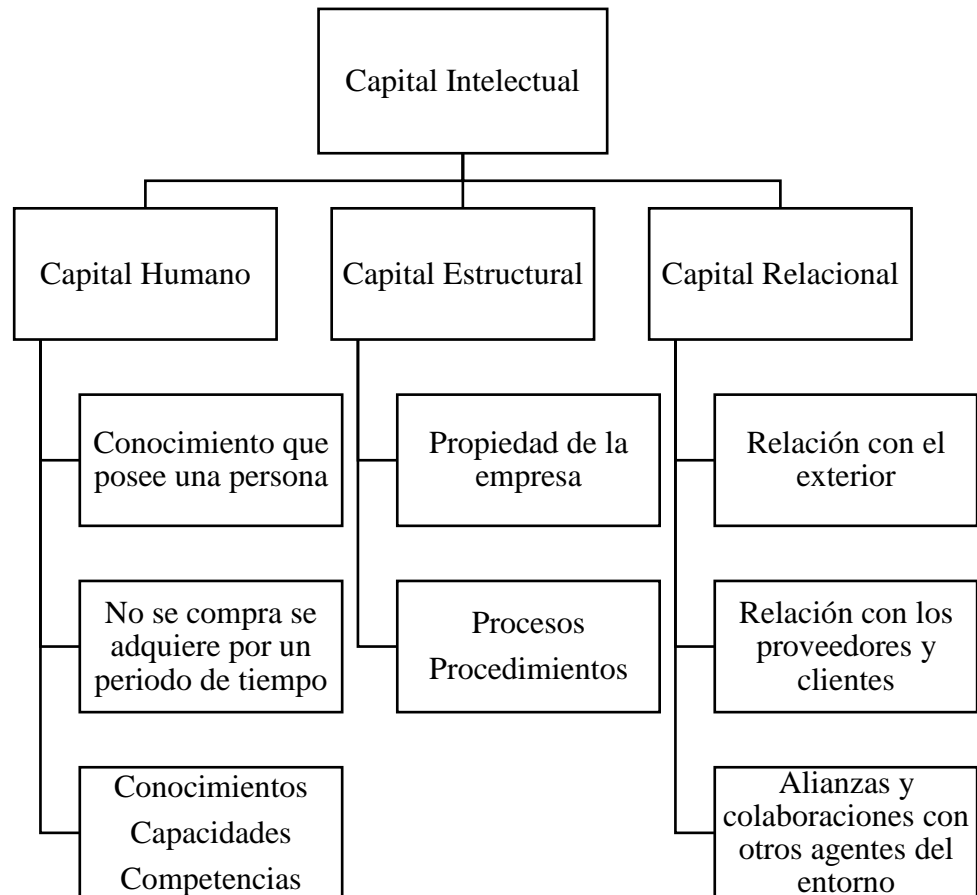 Capital Intelectual
Capital Humano
Conocimiento que
posee una persona
No se compra se
adquiere por un
periodo de tiempo
Conocimientos
Capacidades
Competencias
Capital Estructural
Propiedad de la
empresa
Procesos
Procedimientos
Capital Relacional
Relación con el
exterior
Relación con los
proveedores y
clientes
Alianzas y
colaboraciones con
otros agentes del
entorno